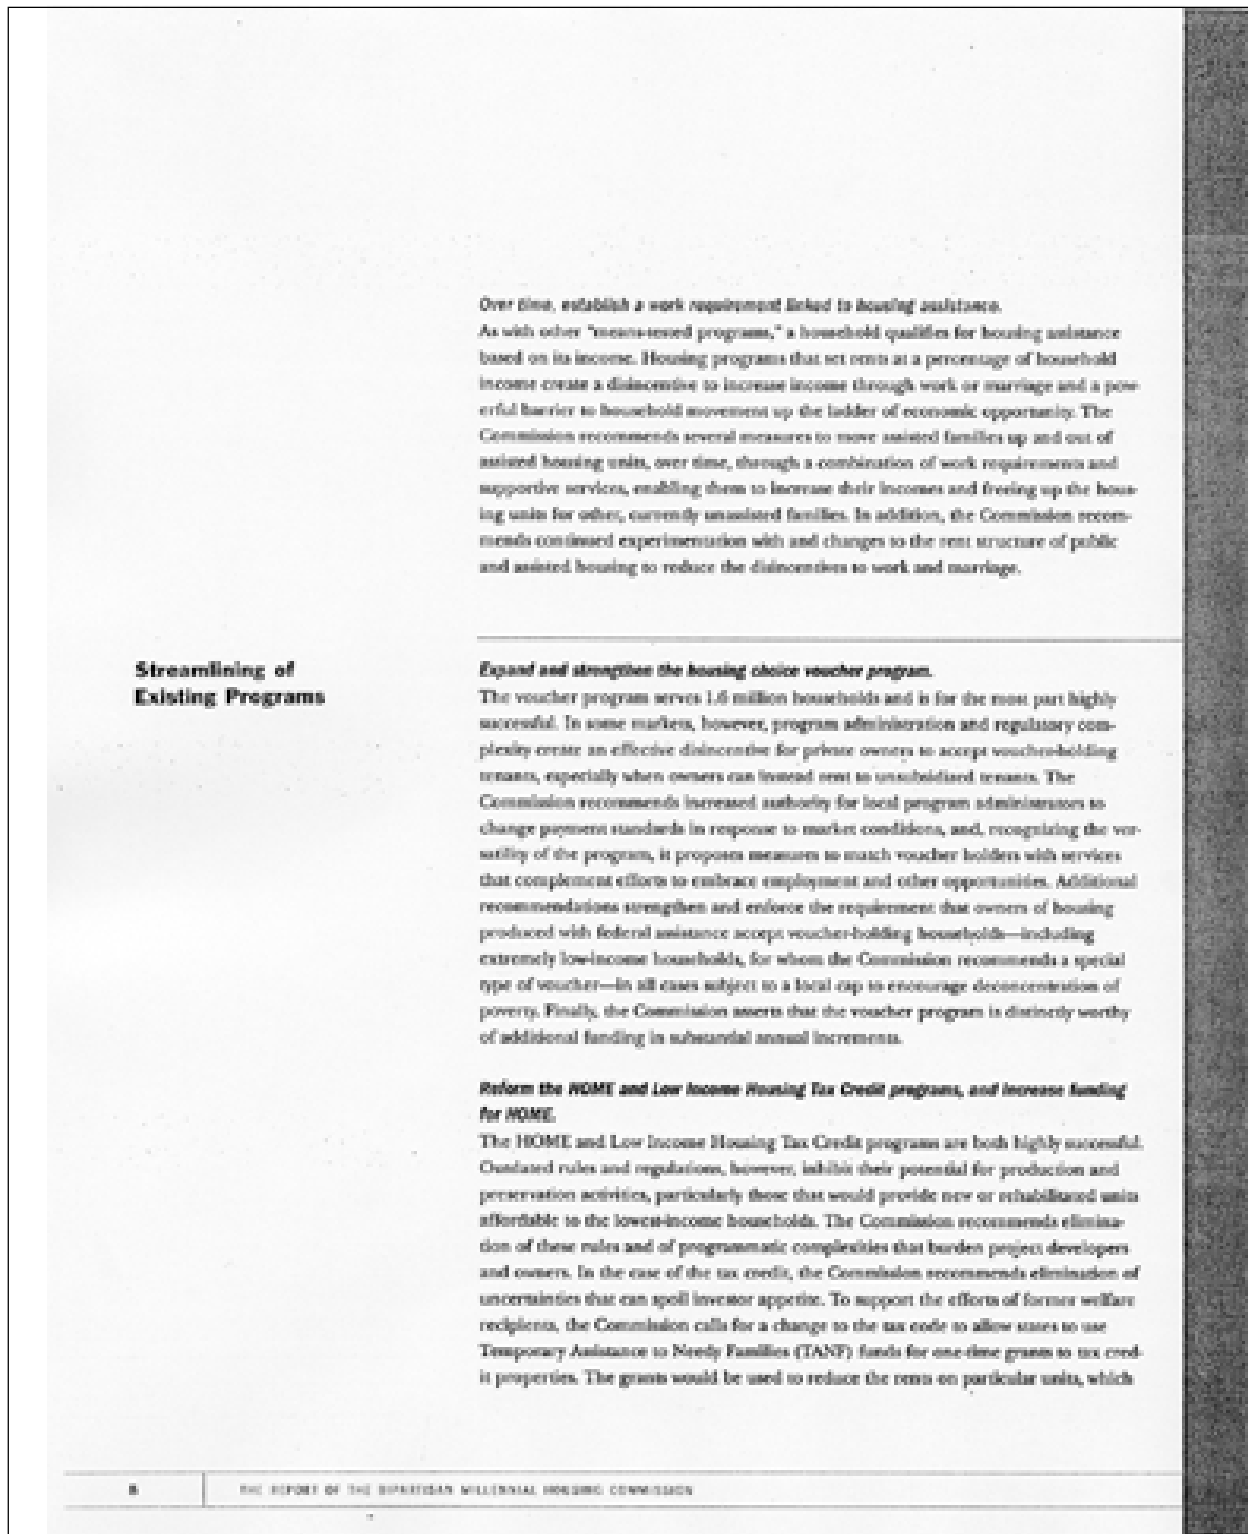 Over time, establish a work requirement linked to housing assistance.
As with other "means-tested programs," a household qualifies for housing assistance
based on its income. Housing programs that set rents at a percentage of household
income create a disincentive to increase income through work or marriage and a pow-
erful barrier to household movement up the ladder of economic opportunity. The
Commission recommends several measures to move assisted families up and out of
assisted housing units, over time, through a combination of work requirements and
supportive services, enabling them to increase their incomes and freeing up the hous-
ing units for other, currently unassisted families. In addition, the Commission recom-
mends continued experimentation with and changes to the rent structure of public
and assisted housing to reduce the disincentives to work and marriage.
Streamlining of
Existing Programs
Expand and strengthen the housing choice voucher program.
The voucher program serves 1.6 million households and is for the most part highly
successful. In some markets, however, program administration and regulatory com-
plexity create an effective disincentive for private owners to accept voucher-holding
tenants, especially when owners can instead rent to unsubsidized tenants. The
Commission recommends increased authority for local program administrators to
change payment standards in response to market conditions, and, recognizing the ver-
satility of the program, it proposes measures to match voucher holders with services
that complement efforts to embrace employment and other opportunities. Additional
recommendations strengthen and enforce the requirement that owners of housing
produced with federal assistance accept voucher-holding households—including
extremely low-income households, for whom the Commission recommends a special
type of voucher—in all cases subject to a local cap to encourage deconcentration of
poverty. Finally, the Commission asserts that the voucher program is distinctly worthy
of additional funding in substantial annual increments.
Reform the HOME and Low Income Housing Tax Credit programs, and increase funding
for HOME.
The HOME and Low Income Housing Tax Credit programs are both highly successful.
Outdated rules and regulations, however, inhibit their potential for production and
preservation activities, particularly those that would provide new or rehabilitated units
affordable to the lowest-income households. The Commission recommends elimina-
tion of these rules and of programmatic complexities that burden project developers
and owners. In the case of the tax credit, the Commission recommends elimination of
uncertainties that can spoil investor appetite. To support the efforts of former welfare
recipients, the Commission calls for a change to the tax code to allow states to use
Temporary Assistance to Needy Families (TANF) funds for one-time grants to tax cred-
it properties. The grants would be used to reduce the rents on particular units, which
THE REPORT OF THE BIPARTISAN MILLENNIAL HOUSING COMMISSION